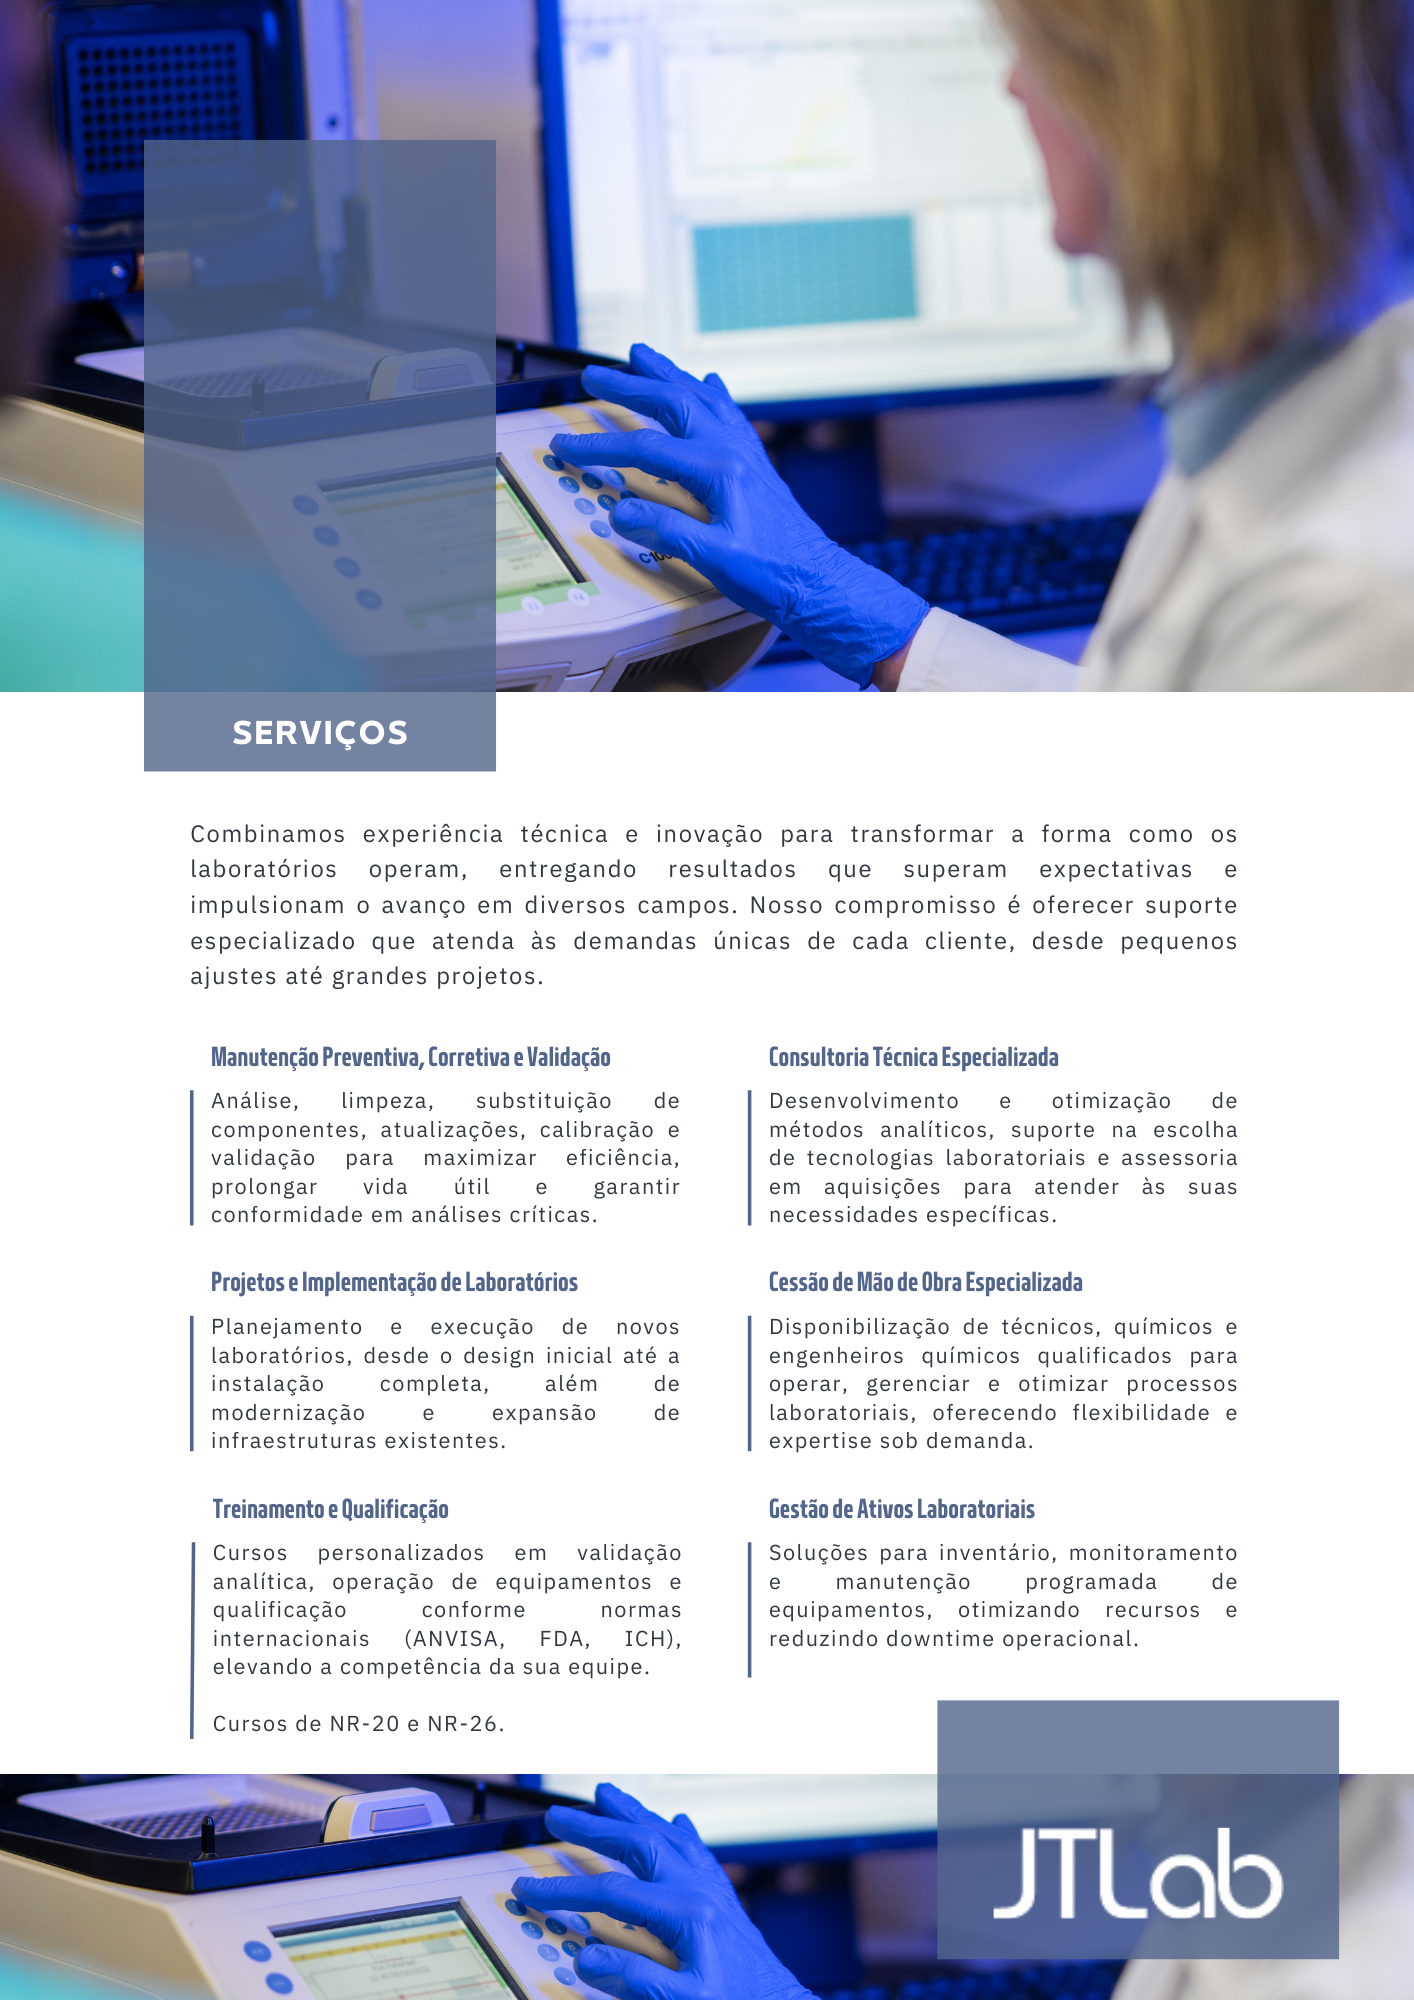 SERVIÇOS
Combinamos experiência técnica e inovação para transformar a forma como os
laboratórios operam, entregando resultados que superam expectativas e
impulsionam o avanço em diversos campos. Nosso compromisso é oferecer suporte
especializado que atenda às demandas únicas de cada cliente, desde pequenos
ajustes até grandes projetos.
Manutenção Preventiva, Corretiva e Validação
Análise, limpeza, substituição de
componentes, atualizações, calibração e
validação para maximizar eficiência,
prolongar vida útil e garantir
conformidade em análises críticas.
Consultoria Técnica Especializada
Desenvolvimento e otimização de
métodos analíticos, suporte na escolha
de tecnologias laboratoriais e assessoria
em aquisições para atender às suas
necessidades específicas.
Projetos e Implementação de Laboratórios
Planejamento e execução de novos
laboratórios, desde o design inicial até a
instalação completa, além de
modernização e expansão de
infraestruturas existentes.
Cessão de Mão de Obra Especializada
Disponibilização de técnicos, químicos e
engenheiros químicos qualificados para
operar, gerenciar e otimizar processos
laboratoriais, oferecendo flexibilidade e
expertise sob demanda.
Treinamento e Qualificação
Cursos personalizados em validação
analítica, operação de equipamentos e
qualificação conforme normas
internacionais (ANVISA, FDA, ICH),
elevando a competência da sua equipe.
Cursos de NR-20 e NR-26.
Gestão de Ativos Laboratoriais
Soluções para inventário, monitoramento
e manutenção programada de
equipamentos, otimizando recursos e
reduzindo downtime operacional.
JTLab